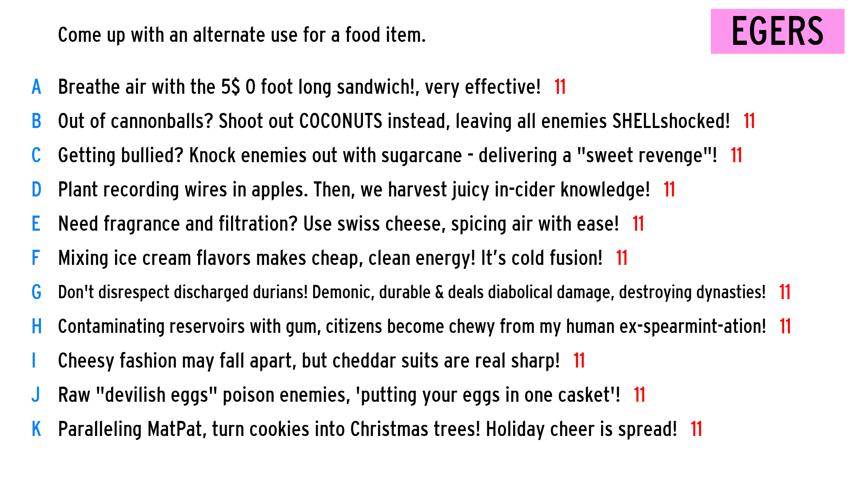 Come up with an alternate use for a food item.
EGERS
A Breathe air with the 5$ 0 foot long sandwich!, very effective! 11
B Out of cannonballs? Shoot out COCONUTS instead, leaving all enemies SHELLshocked! 11
C Getting bullied? Knock enemies out with sugarcane - delivering a "sweet revenge"! 11
D Plant recording wires in apples. Then, we harvest juicy in-cider knowledge! 11
E Need fragrance and filtration? Use swiss cheese, spicing air with ease! 11
F Mixing ice cream flavors makes cheap, clean energy! It’s cold fusion! 11
G Don't disrespect discharged durians! Demonic, durable & deals diabolical damage, destroying dynasties! 11
H Contaminating reservoirs with gum, citizens become chewy from my human ex-spearmint-ation! 11
I Cheesy fashion may fall apart, but cheddar suits are real sharp! 11
J Raw "devilish eggs" poison enemies, 'putting your eggs in one casket'! 11
K Paralleling MatPat, turn cookies into Christmas trees! Holiday cheer is spread! 11